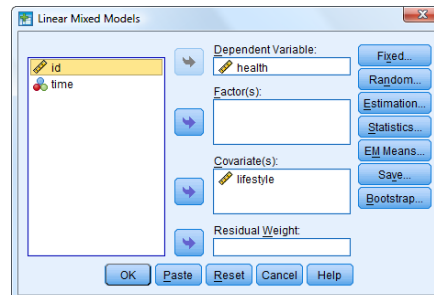 Linear Mixed Models
id
time
Dependent Variable:
health
Factor(s):
Covariate(s):
lifestyle
Residual Weight:
Fixed...
Random...
Estimation...
Statistics...
EM Means...
Save...
Bootstrap...
OK Paste Reset Cancel Help